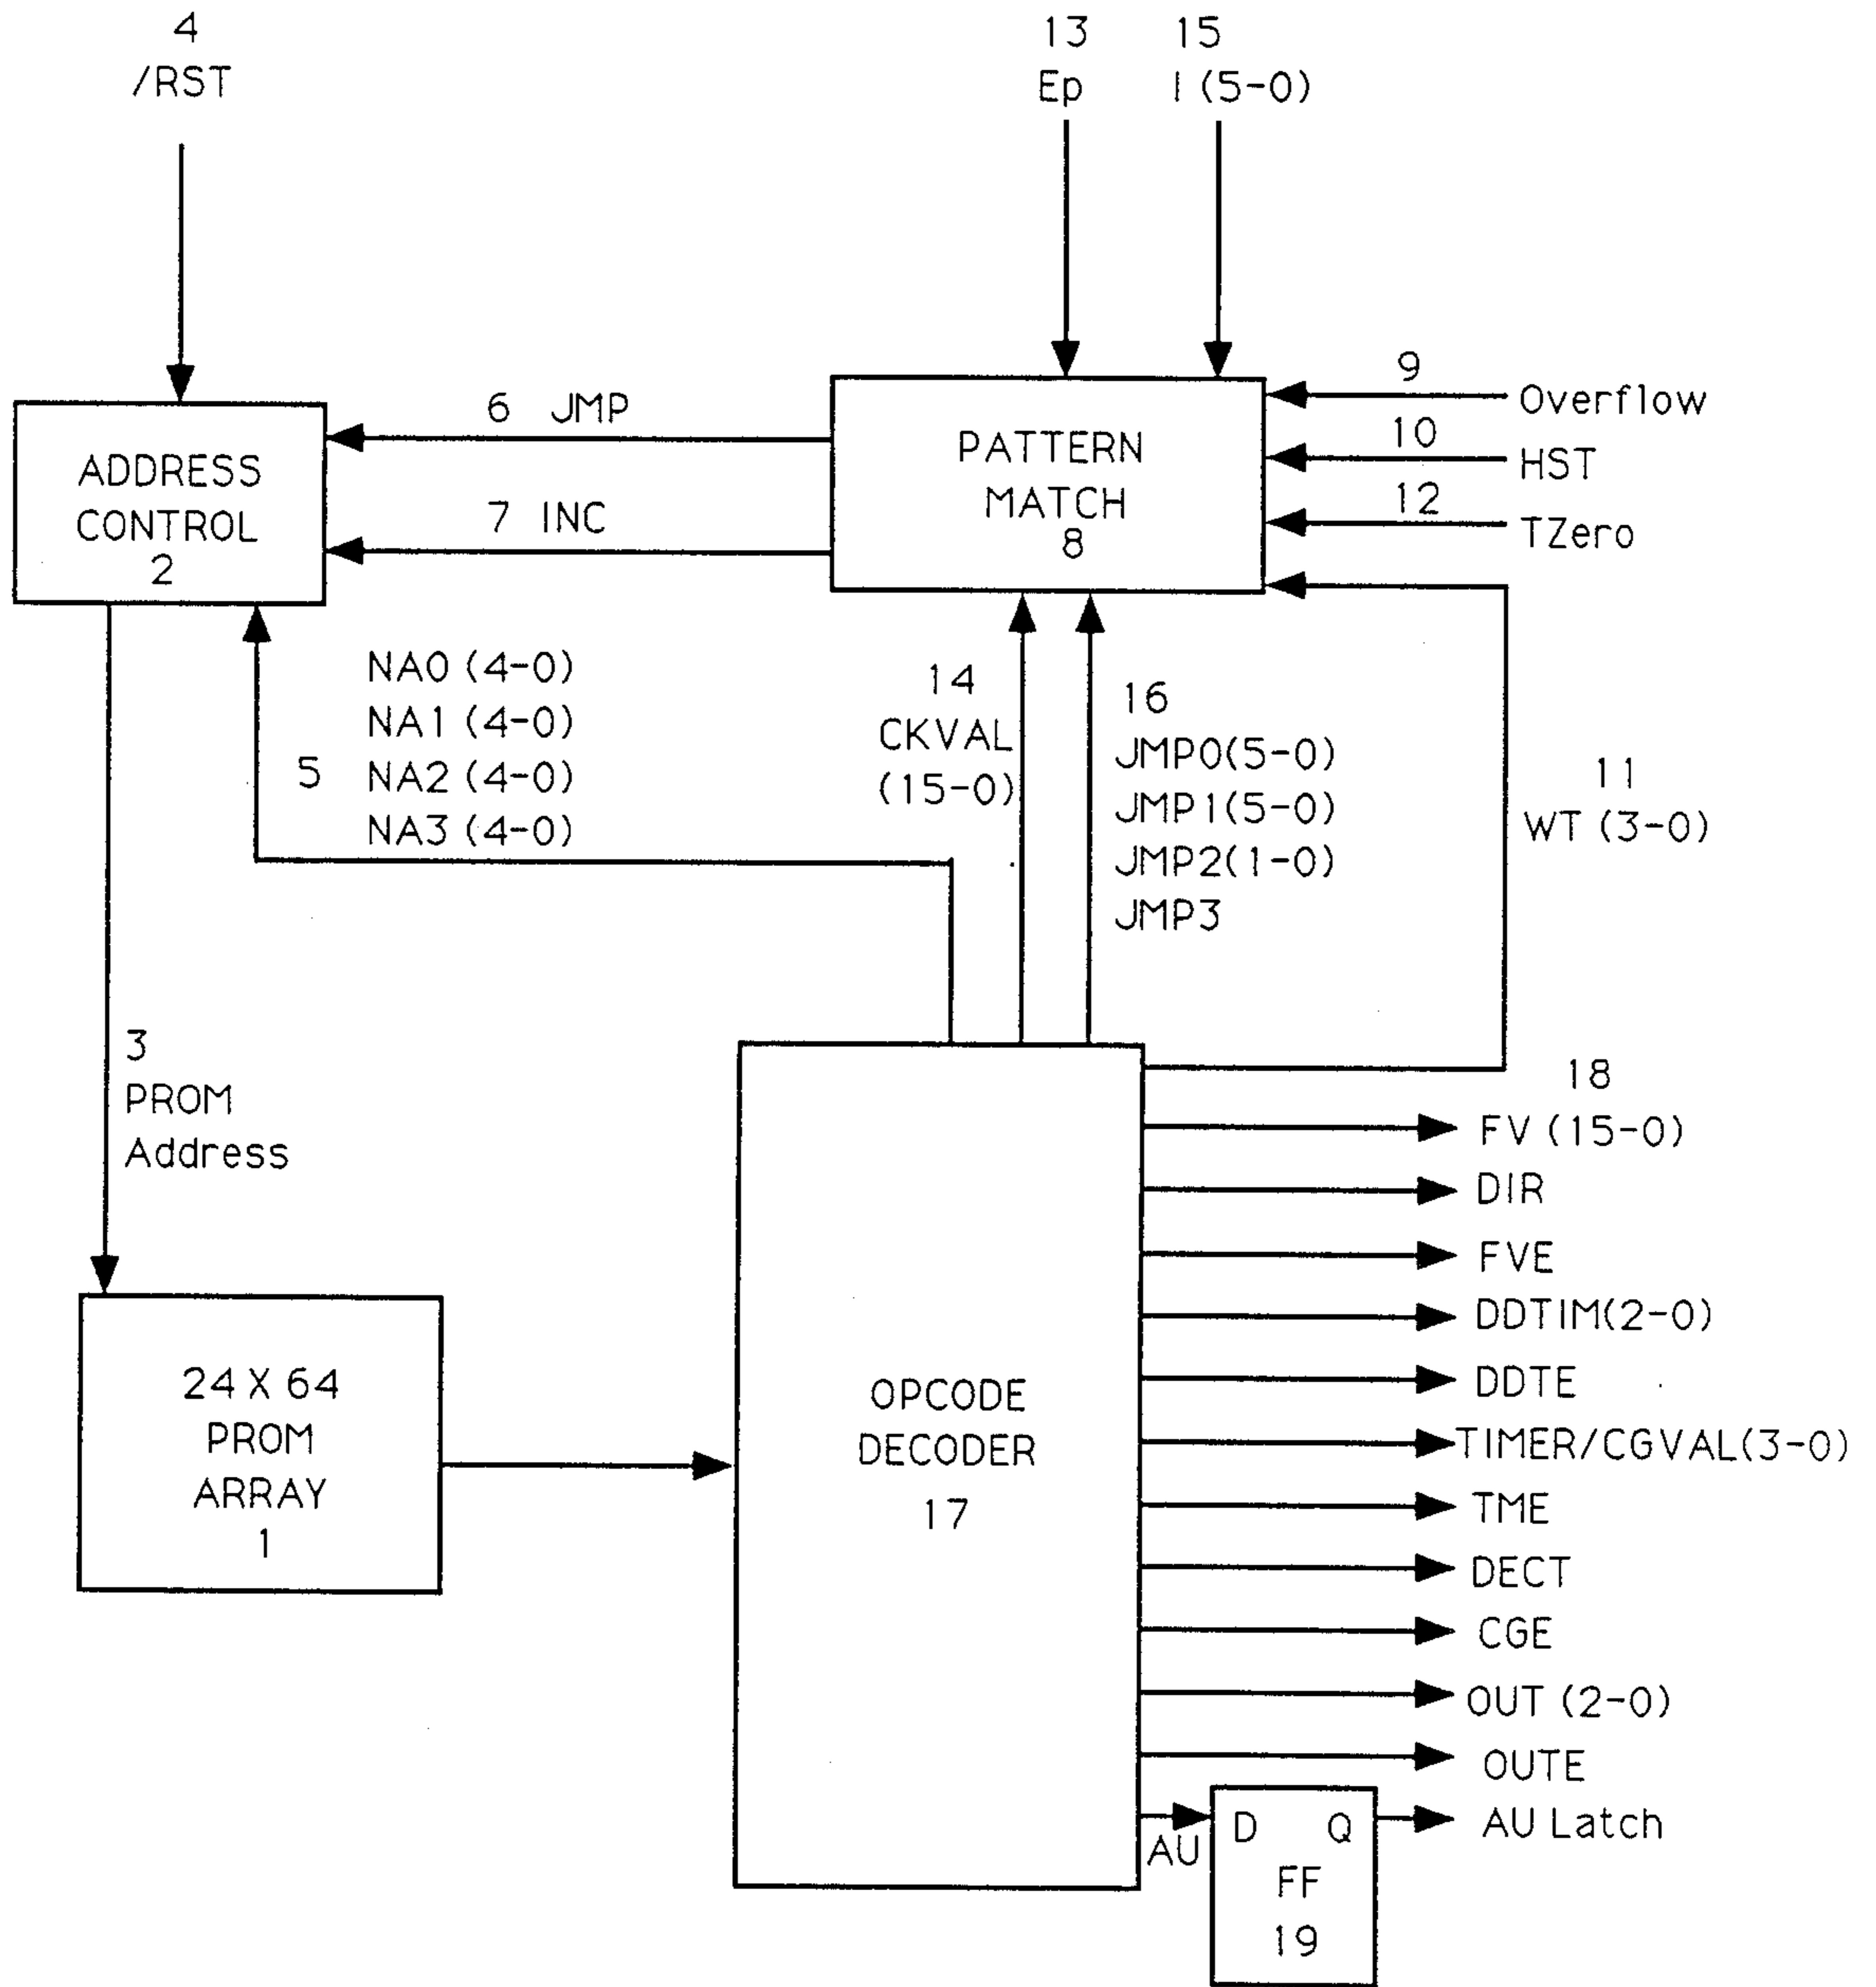 4
/RST
13
Ep
15
I (5-0)
9
Overflow
10
HST
12
TZero
6 JMP
7 INC
ADDRESS
CONTROL
2
PATTERN
MATCH
8
NA0 (4-0)
NA1 (4-0)
NA2 (4-0)
NA3 (4-0)
5
14
CKVAL
(15-0)
16
JMP0(5-0)
JMP1(5-0)
JMP2(1-0)
JMP3
11
WT (3-0)
3
PROM
Address
18
FV (15-0)
DIR
FVE
DDTIM(2-0)
DDTE
TIMER/CGVAL(3-0)
TME
DECT
CGE
OUT (2-0)
OUTE
AU Latch
24 X 64
PROM
ARRAY
1
OPCODE
DECODER
17
AU
D Q
FF
19